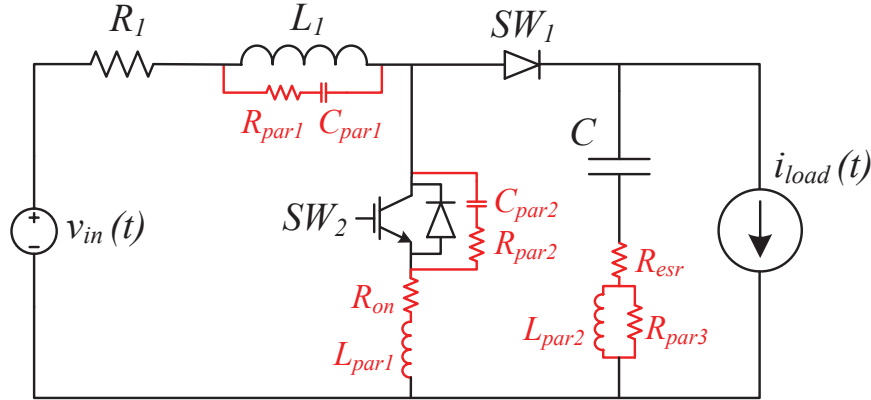 R1 L1 SW1
Rpar1 Cpar1
C
iload(t)
Cpar2
vin(t) SW2
Rpar2
Resr
Ron
Lpar2 Rpar3
Lpar1